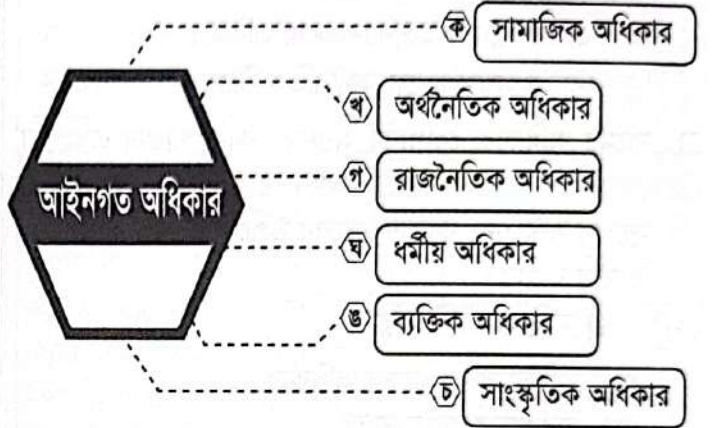 ক সামাজিক অধিকার
খ অর্থনৈতিক অধিকার
গ রাজনৈতিক অধিকার
আইনগত অধিকার
ঘ ধর্মীয় অধিকার
ঙ ব্যক্তিক অধিকার
চ সাংস্কৃতিক অধিকার